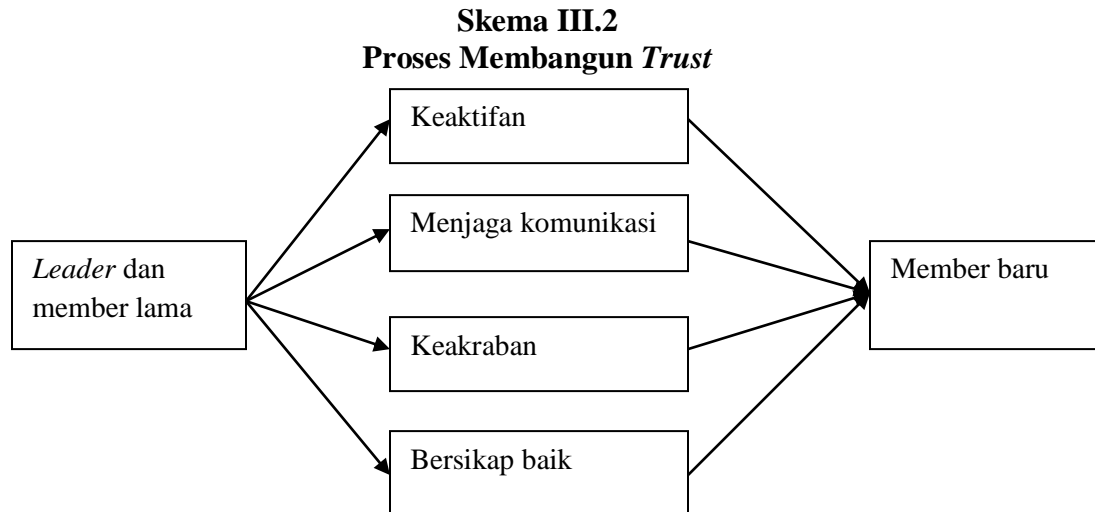 Skema III.2
Proses Membangun Trust
Keaktifan
Menjaga komunikasi
Leader dan
member lama
Member baru
Keakraban
Bersikap baik